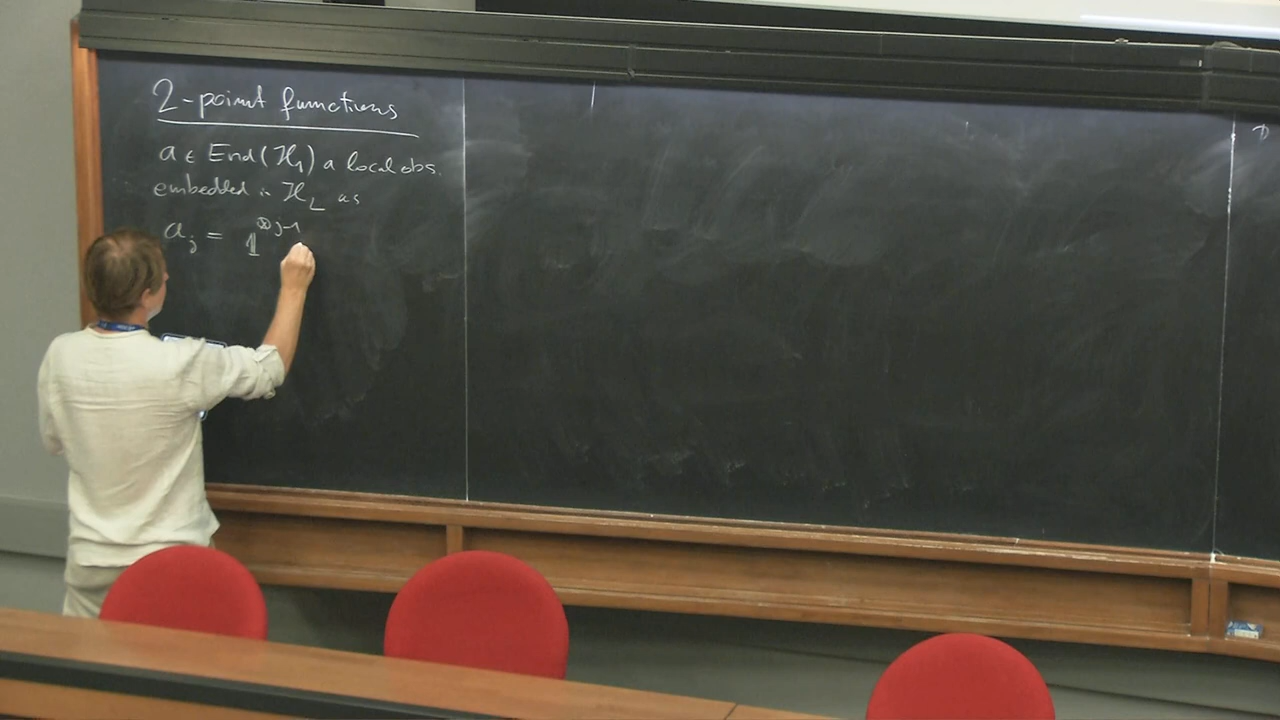 2-point functions
a ∈ End(ℋ₁) a local obs.
embedded in ℋ_L as
a_j = 𝟙^{⊗ j-1}